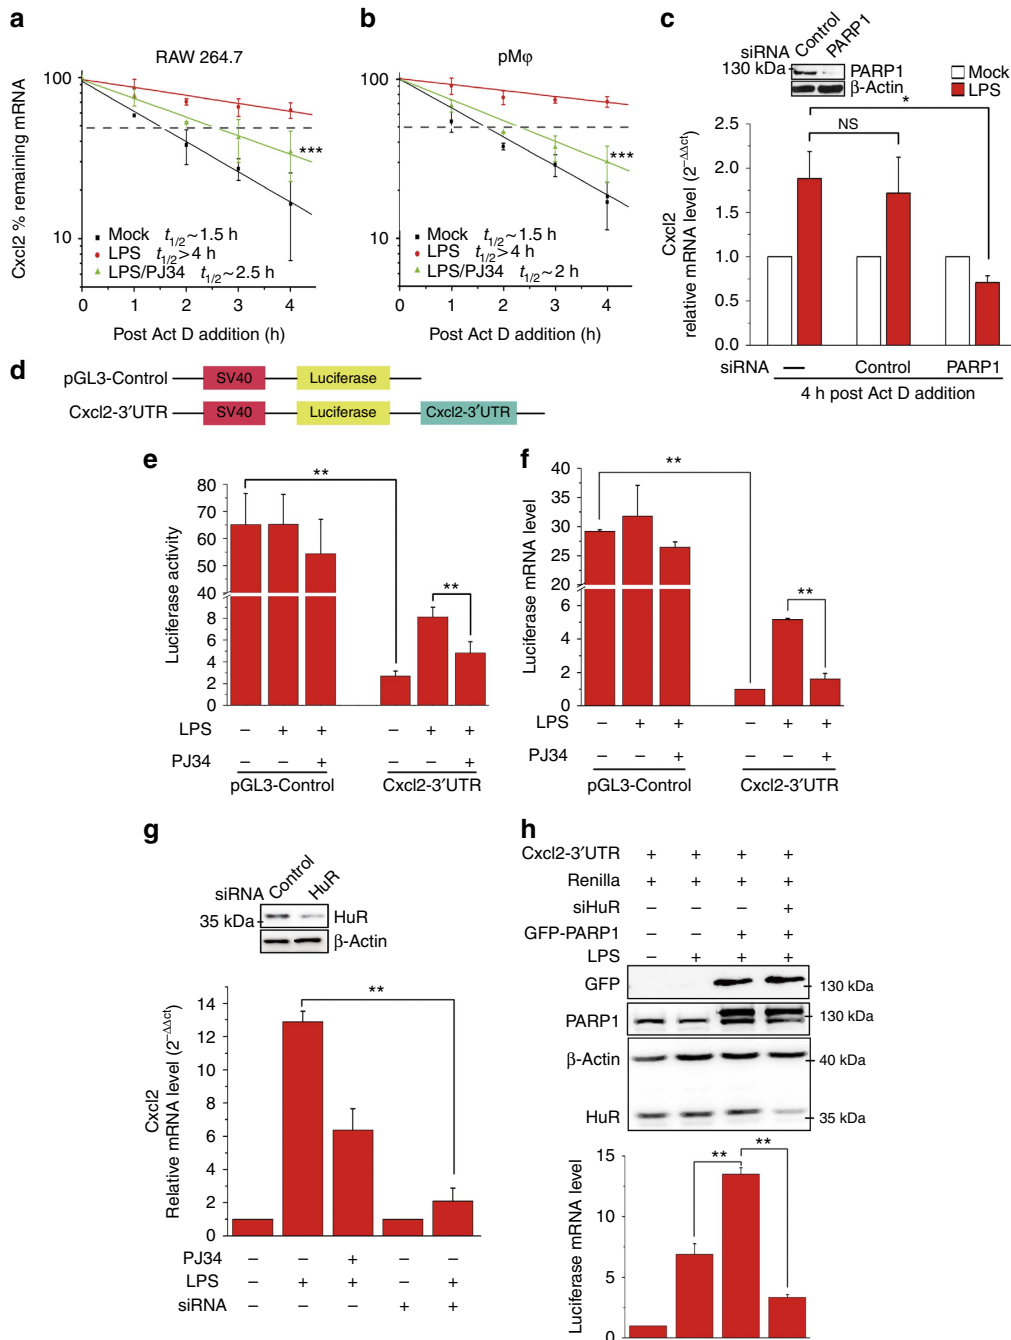 a
RAW 264.7
Cxcl2 % remaining mRNA
100
10
***
Mock t1/2~1.5 h
LPS t1/2>4 h
LPS/PJ34 t1/2~2.5 h
0 1 2 3 4
Post Act D addition (h)
b
pMφ
100
10
***
Mock t1/2~1.5 h
LPS t1/2>4 h
LPS/PJ34 t1/2~2 h
0 1 2 3 4
Post Act D addition (h)
c
siRNA Control PARP1
130 kDa PARP1
β-Actin
Mock
LPS
*
NS
Cxcl2
relative mRNA level (2−ΔΔct)
2.5
2.0
1.5
1.0
0.5
0.0
siRNA — Control PARP1
4 h post Act D addition
d
pGL3-Control SV40 Luciferase
Cxcl2-3′UTR SV40 Luciferase Cxcl2-3′UTR
e
Luciferase activity
80
70
60
50
40
8
6
4
2
0
**
**
LPS − + + − + +
PJ34 − − + − − +
pGL3-Control Cxcl2-3′UTR
f
Luciferase mRNA level
40
35
30
25
20
6
4
2
0
**
**
LPS − + + − + +
PJ34 − − + − − +
pGL3-Control Cxcl2-3′UTR
g
siRNA Control HuR
35 kDa HuR
β-Actin
Cxcl2
Relative mRNA level (2−ΔΔct)
14
12
10
8
6
4
2
0
**
PJ34 − − + − −
LPS − + + − +
siRNA − − − + +
h
Cxcl2-3′UTR + + + +
Renilla + + + +
siHuR − − − +
GFP-PARP1 − − + +
LPS − + + +
GFP 130 kDa
PARP1 130 kDa
β-Actin 40 kDa
HuR 35 kDa
Luciferase mRNA level
15
10
5
0
**
**